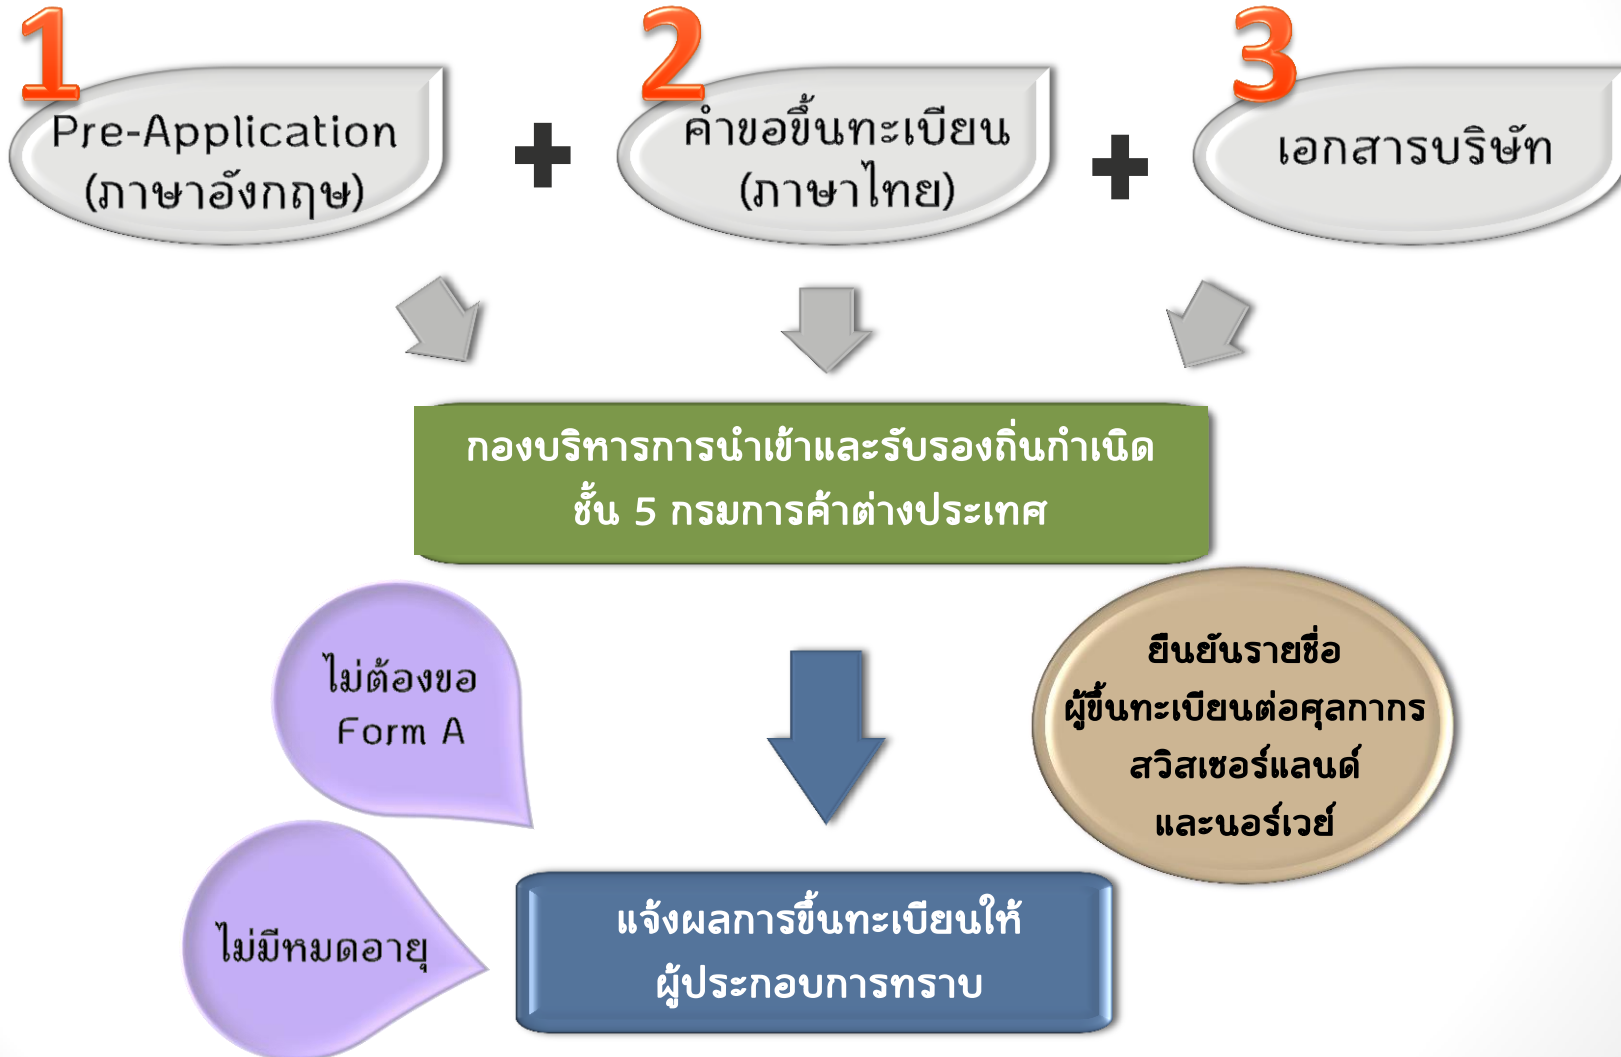 1
Pre-Application
(ภาษาอังกฤษ)
2
คำขอขึ้นทะเบียน
(ภาษาไทย)
3
เอกสารบริษัท
กองบริหารการนำเข้าและรับรองถิ่นกำเนิด
ชั้น 5 กรมการค้าต่างประเทศ
ไม่ต้องขอ
Form A
ยืนยันรายชื่อ
ผู้ขึ้นทะเบียนต่อศุลกากร
สวิสเซอร์แลนด์
และนอร์เวย์
ไม่มีหมดอายุ
แจ้งผลการขึ้นทะเบียนให้
ผู้ประกอบการทราบ